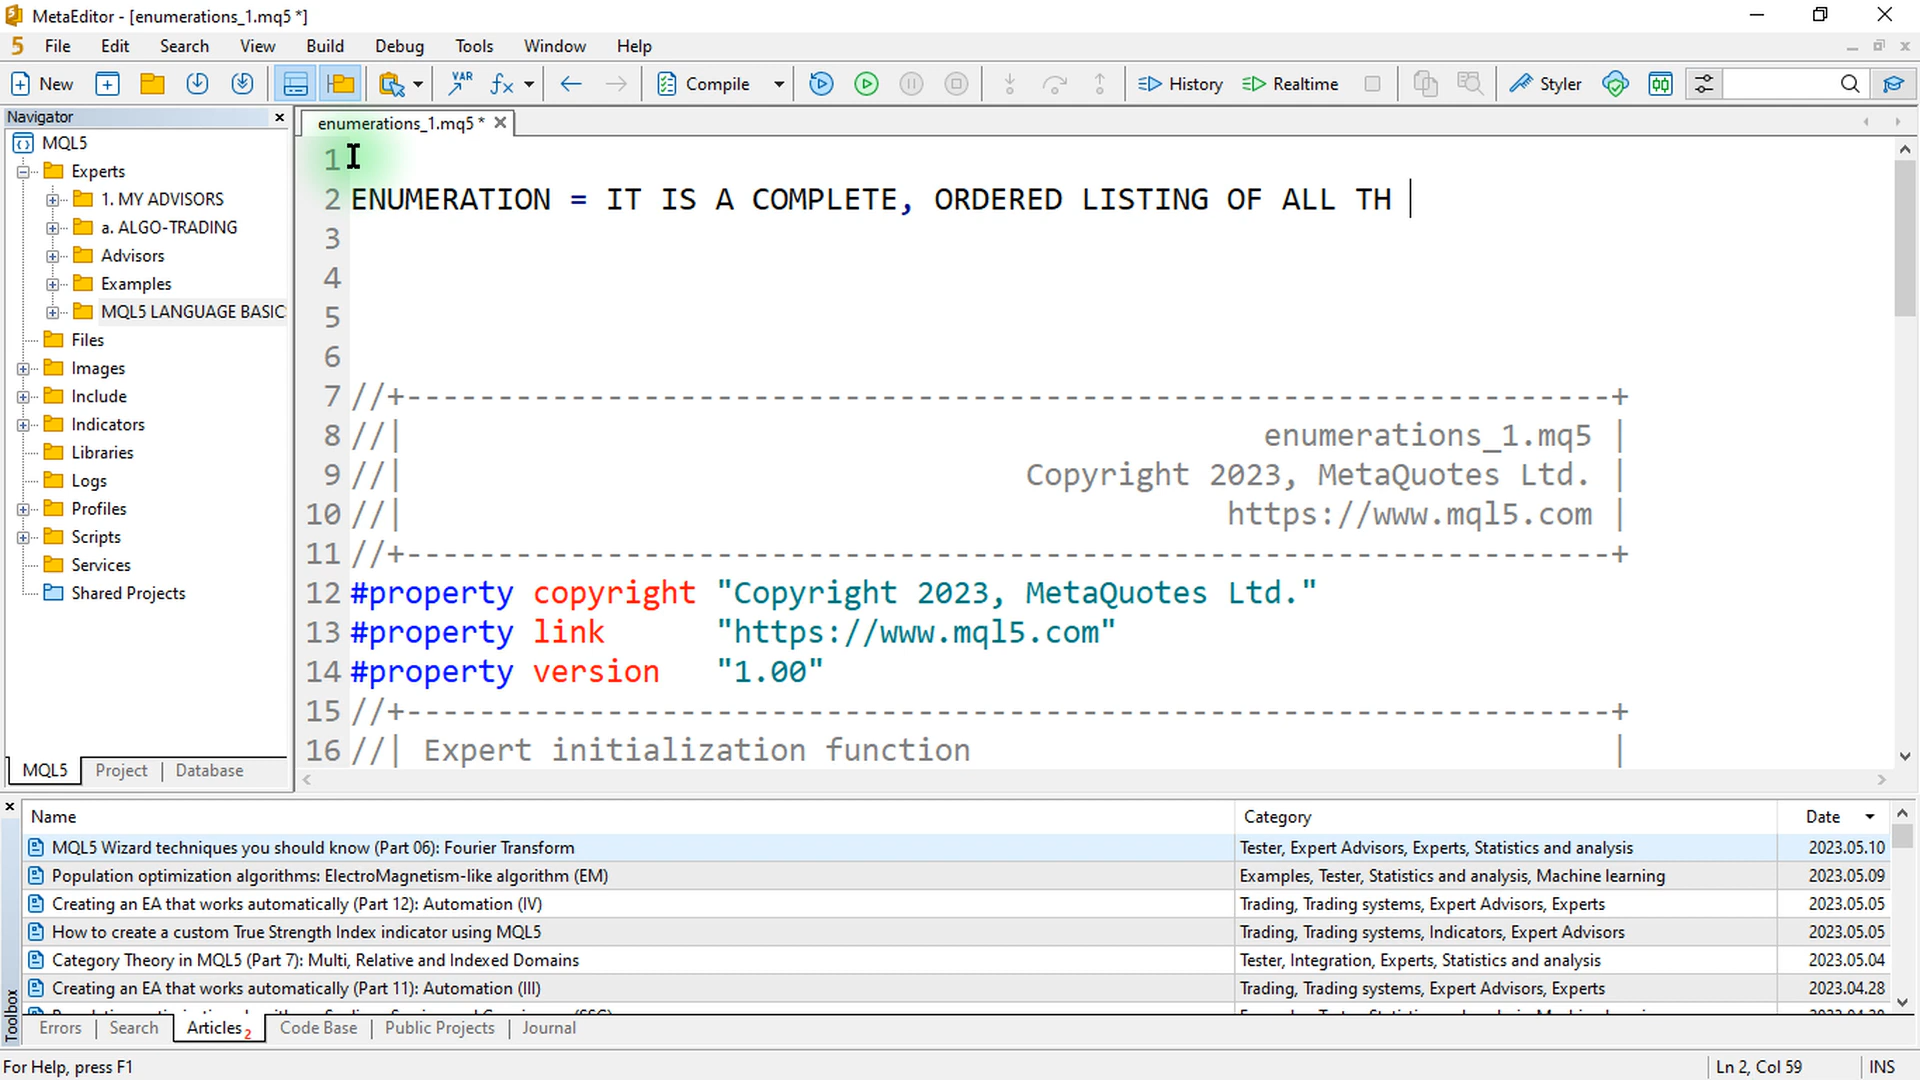 MetaEditor - [enumerations_1.mq5 *]
5 File Edit Search View Build Debug Tools Window Help
New VAR fx Compile History Realtime Styler
Navigator
enumerations_1.mq5 *
MQL5
Experts
1. MY ADVISORS
a. ALGO-TRADING
Advisors
Examples
MQL5 LANGUAGE BASIC
Files
Images
Include
Indicators
Libraries
Logs
Profiles
Scripts
Services
Shared Projects
MQL5 Project Database
1
2 ENUMERATION = IT IS A COMPLETE, ORDERED LISTING OF ALL TH
3
4
5
6
7 //+------------------------------------------------------------------+
8 //| enumerations_1.mq5 |
9 //| Copyright 2023, MetaQuotes Ltd. |
10 //| https://www.mql5.com |
11 //+------------------------------------------------------------------+
12 #property copyright "Copyright 2023, MetaQuotes Ltd."
13 #property link "https://www.mql5.com"
14 #property version "1.00"
15 //+------------------------------------------------------------------+
16 //| Expert initialization function |
Name Category Date
MQL5 Wizard techniques you should know (Part 06): Fourier Transform Tester, Expert Advisors, Experts, Statistics and analysis 2023.05.10
Population optimization algorithms: ElectroMagnetism-like algorithm (EM) Examples, Tester, Statistics and analysis, Machine learning 2023.05.09
Creating an EA that works automatically (Part 12): Automation (IV) Trading, Trading systems, Expert Advisors, Experts 2023.05.05
How to create a custom True Strength Index indicator using MQL5 Trading, Trading systems, Indicators, Expert Advisors 2023.05.05
Category Theory in MQL5 (Part 7): Multi, Relative and Indexed Domains Tester, Integration, Experts, Statistics and analysis 2023.05.04
Creating an EA that works automatically (Part 11): Automation (III) Trading, Trading systems, Expert Advisors, Experts 2023.04.28
Toolbox
Errors Search Articles 2 Code Base Public Projects Journal
For Help, press F1 Ln 2, Col 59 INS